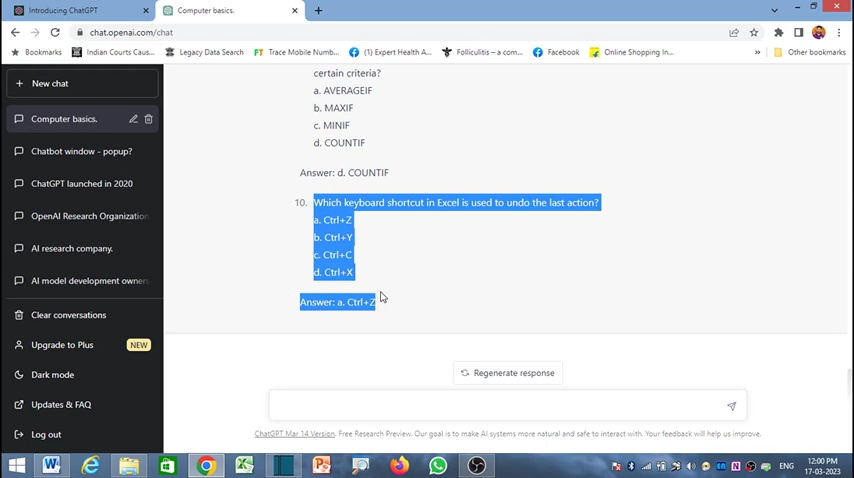 Introducing ChatGPT
Computer basics.
chat.openai.com/chat
Bookmarks
Indian Courts Caus...
Legacy Data Search
FT Trace Mobile Numb...
(1) Expert Health A...
Folliculitis – a com...
Facebook
Online Shopping In...
»
Other bookmarks
+ New chat
Computer basics.
Chatbot window - popup?
ChatGPT launched in 2020
OpenAI Research Organization
AI research company.
AI model development owners
Clear conversations
Upgrade to Plus NEW
Dark mode
Updates & FAQ
Log out
certain criteria?
a. AVERAGEIF
b. MAXIF
c. MINIF
d. COUNTIF
Answer: d. COUNTIF
10. Which keyboard shortcut in Excel is used to undo the last action?
a. Ctrl+Z
b. Ctrl+Y
c. Ctrl+C
d. Ctrl+X
Answer: a. Ctrl+Z
Regenerate response
ChatGPT Mar 14 Version. Free Research Preview. Our goal is to make AI systems more natural and safe to interact with. Your feedback will help us improve.
ENG
12:00 PM
17-03-2023